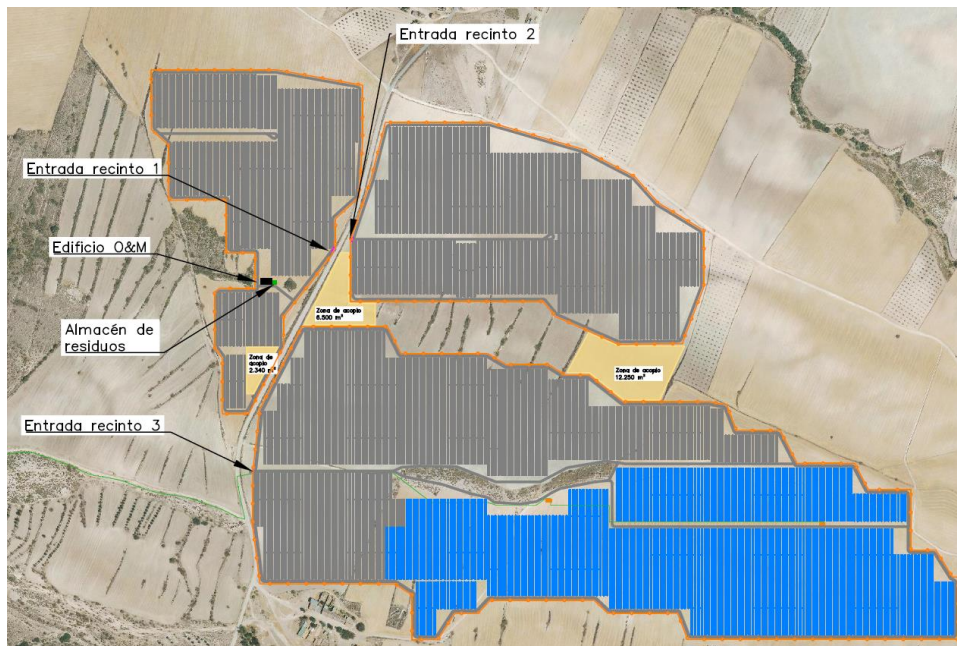 Entrada recinto 2
Entrada recinto 1
Edificio O&M
Almacén de
residuos
Zona de acopio
6.500 m²
Zona de
acopio
2.340 m²
Zona de acopio
12.250 m²
Entrada recinto 3